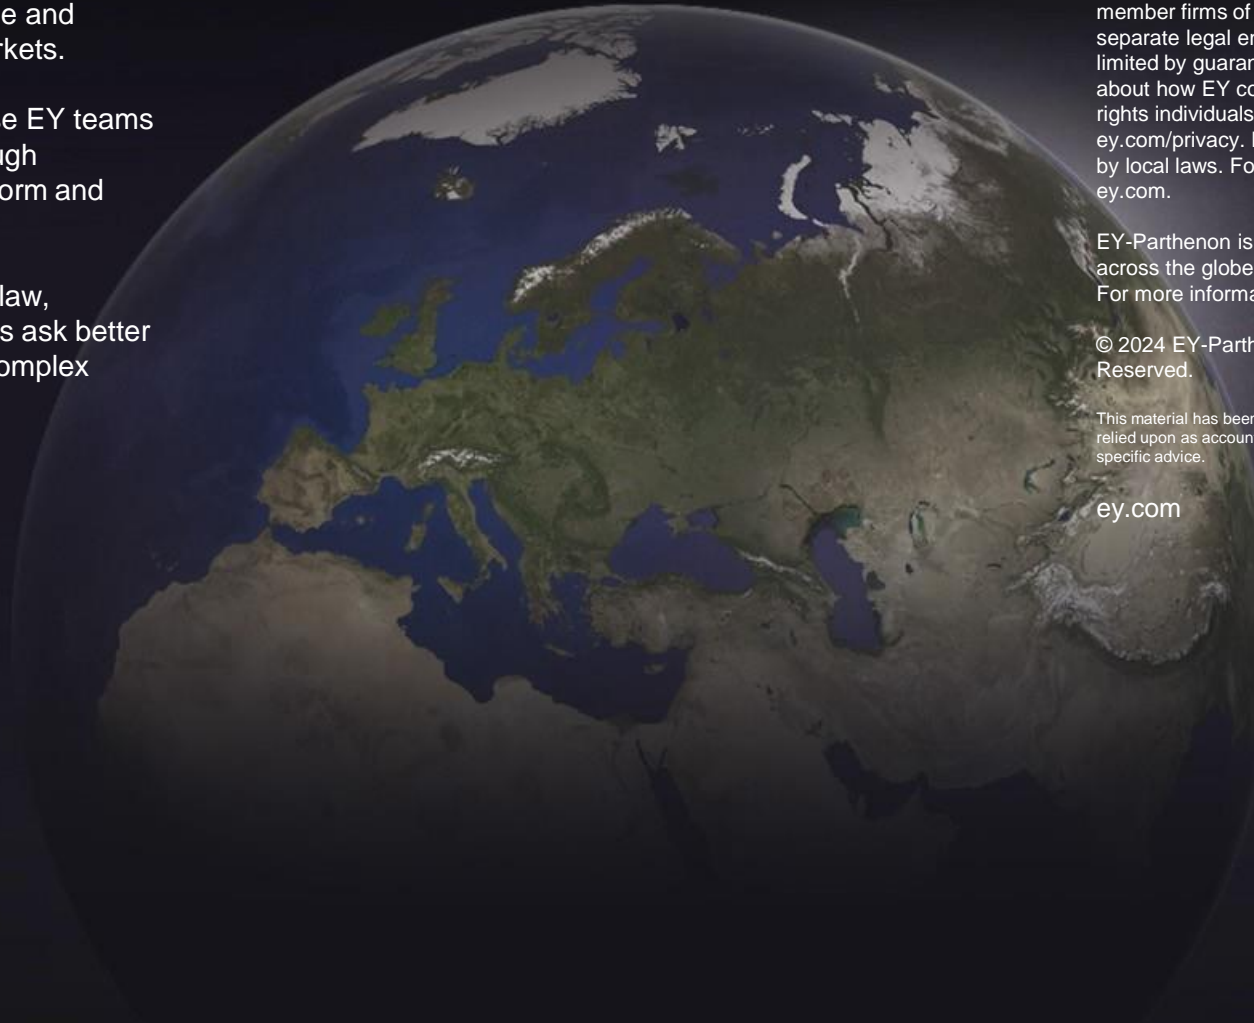 e and
rkets.
se EY teams
ugh
orm and
law,
s ask better
omplex
member firms of
separate legal er
limited by guarar
about how EY co
rights individuals
ey.com/privacy.
by local laws. Fo
ey.com.
EY-Parthenon is
across the globe
For more informa
© 2024 EY-Parth
Reserved.
This material has been
relied upon as accoun
specific advice.
ey.com